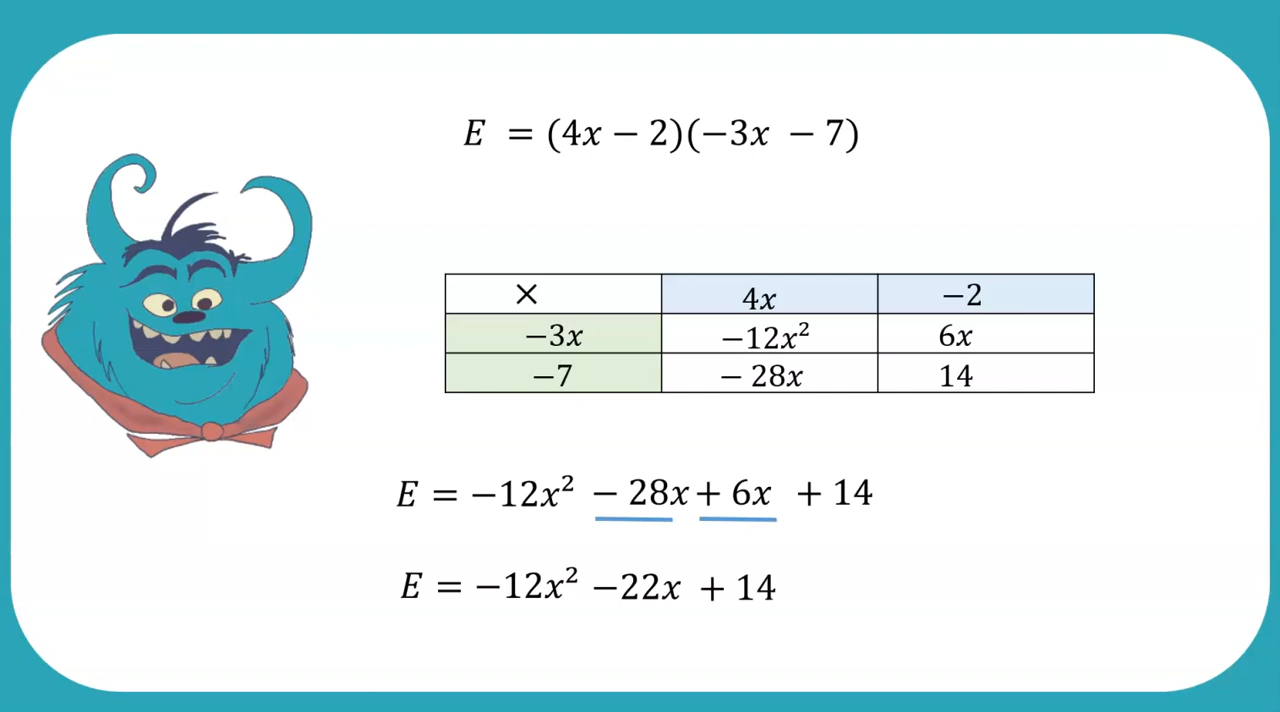 E = (4x − 2)(−3x − 7)
× 4x −2
−3x −12x² 6x
−7 − 28x 14
E = −12x² − 28x + 6x + 14
E = −12x² −22x + 14